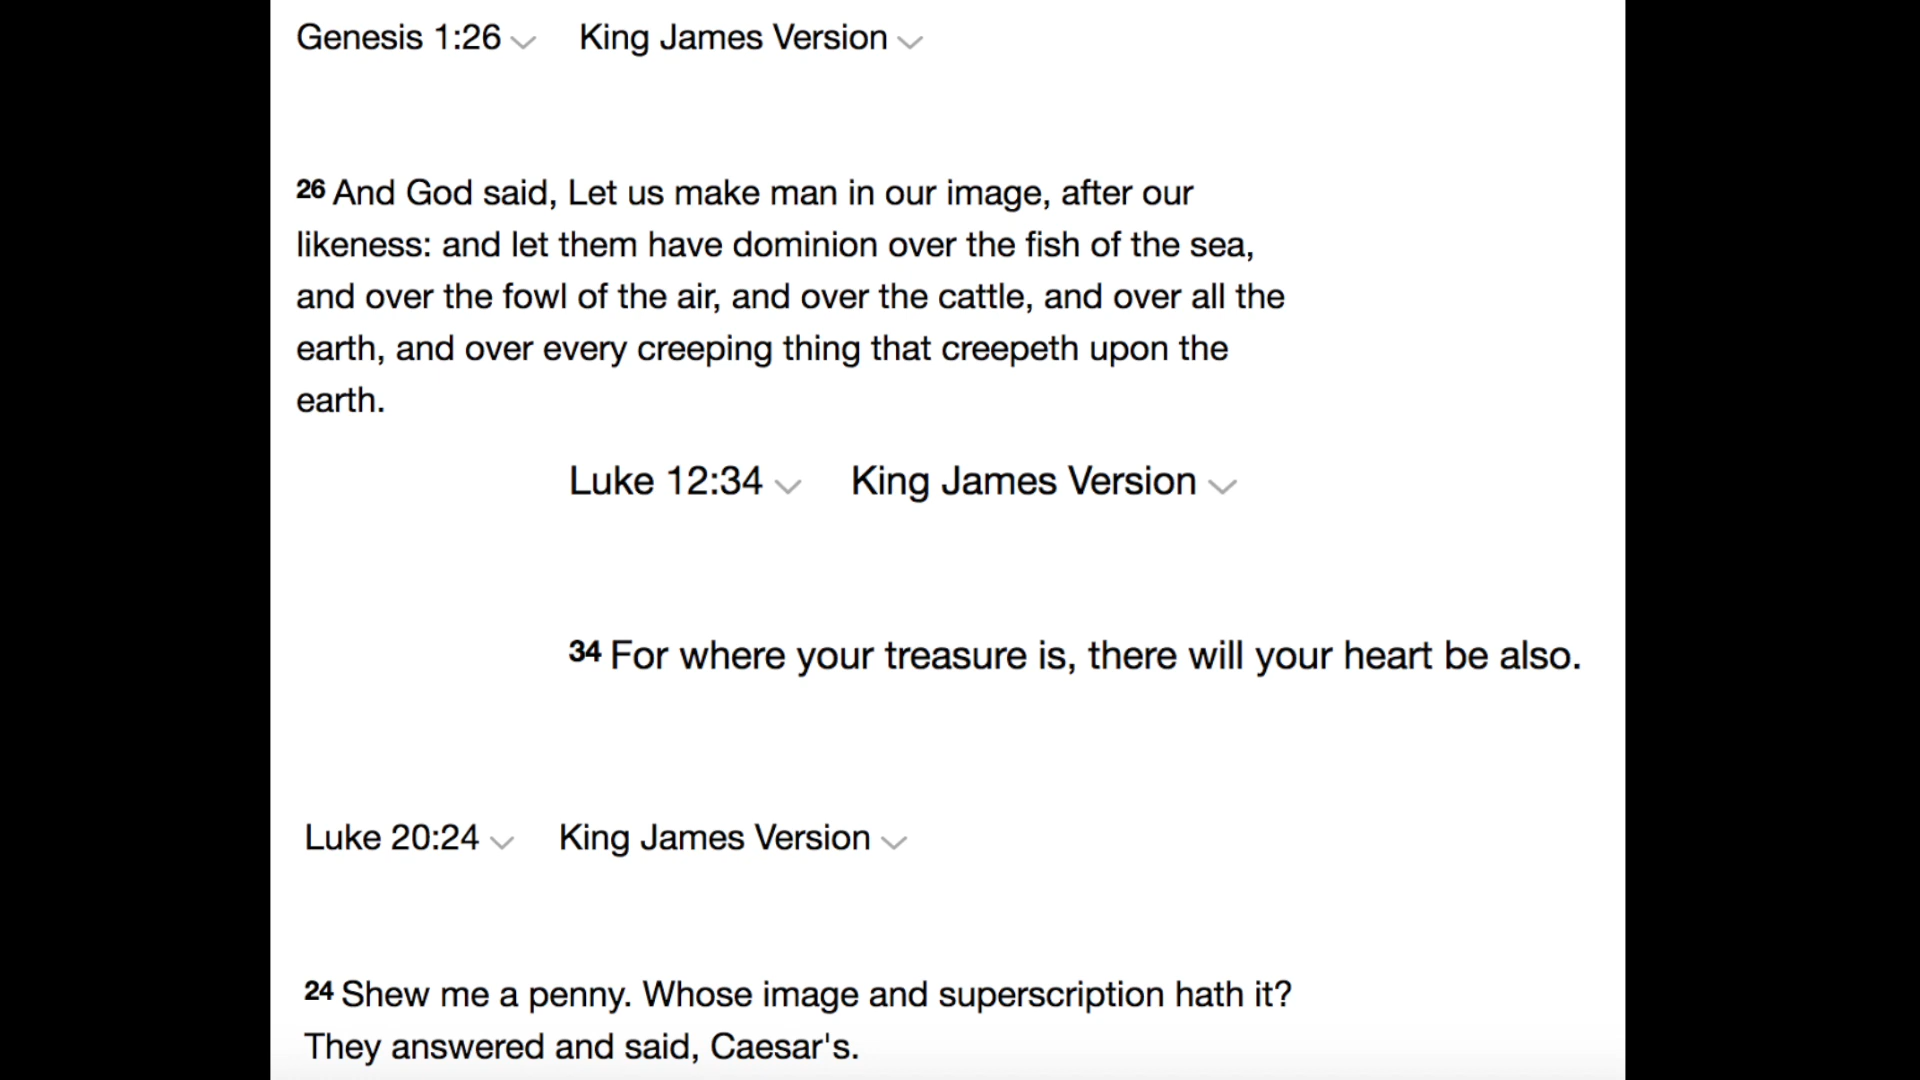 Genesis 1:26 King James Version
26 And God said, Let us make man in our image, after our
likeness: and let them have dominion over the fish of the sea,
and over the fowl of the air, and over the cattle, and over all the
earth, and over every creeping thing that creepeth upon the
earth.
Luke 12:34 King James Version
34 For where your treasure is, there will your heart be also.
Luke 20:24 King James Version
24 Shew me a penny. Whose image and superscription hath it?
They answered and said, Caesar's.